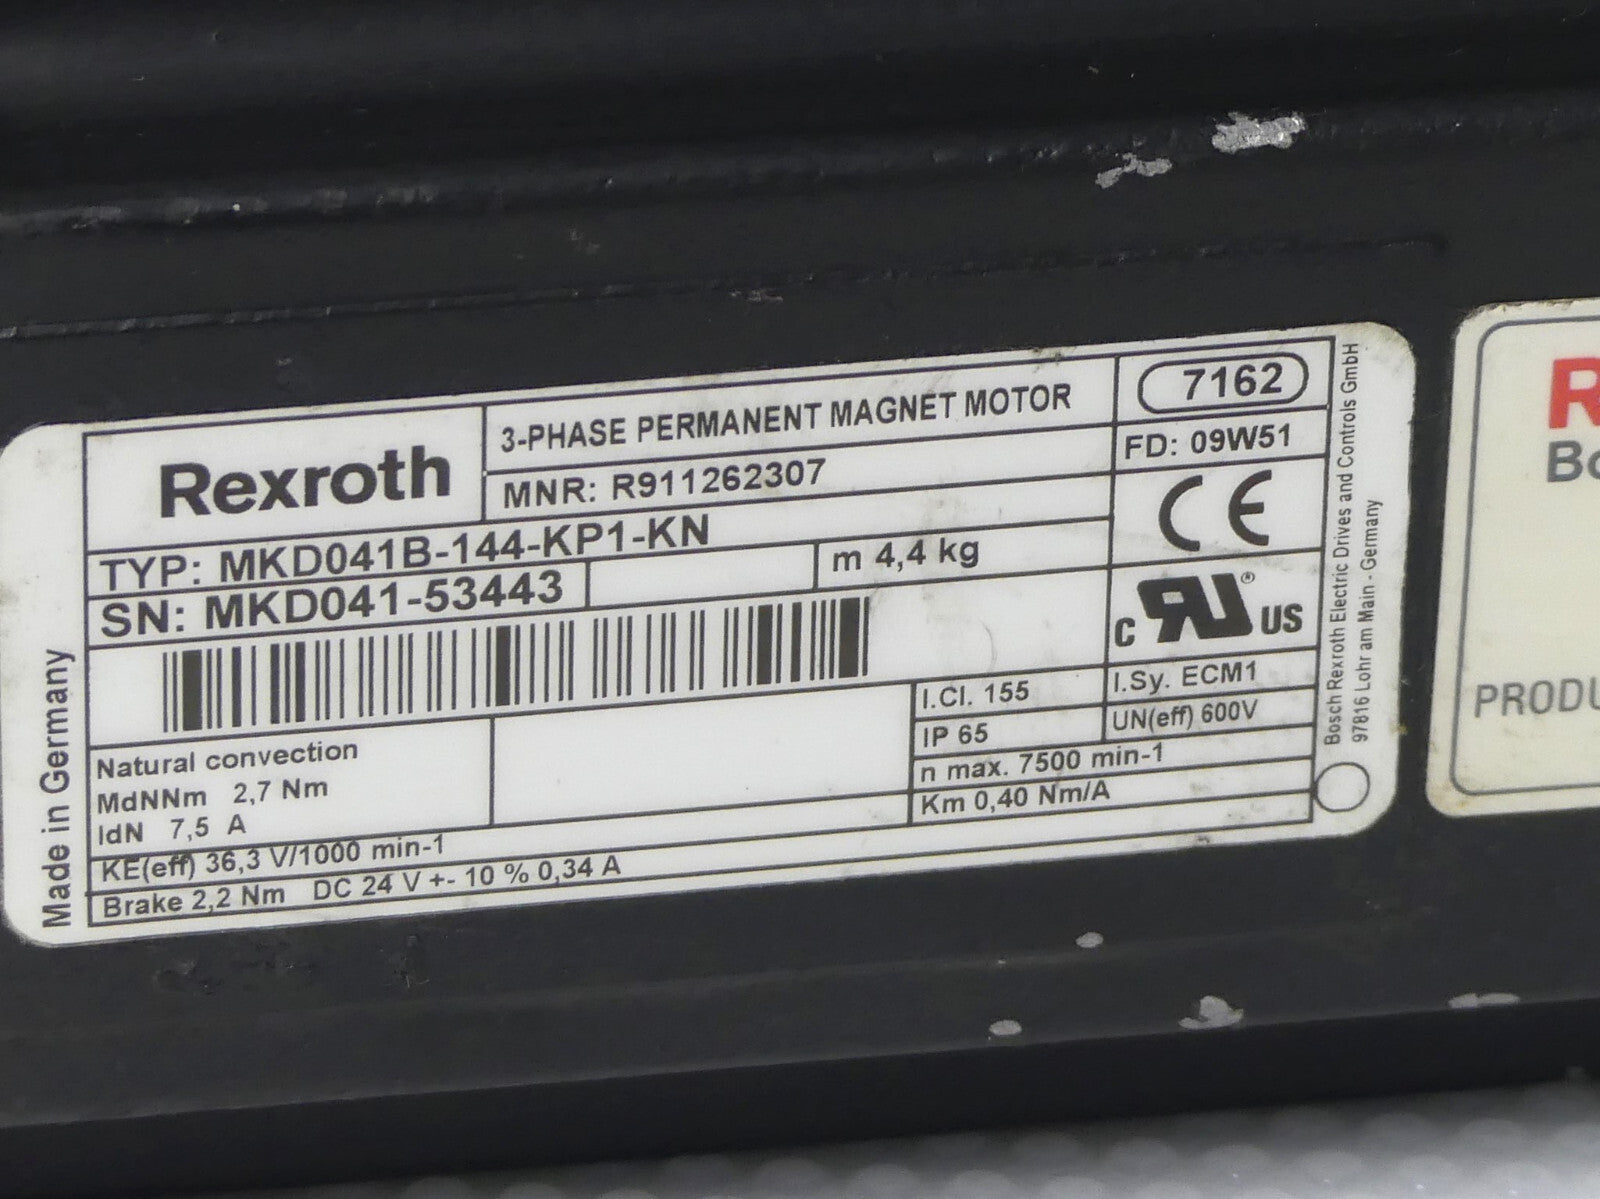 Rexroth
3-PHASE PERMANENT MAGNET MOTOR
7162
MNR: R911262307
FD: 09W51
TYP: MKD041B-144-KP1-KN
SN: MKD041-53443
m 4,4 kg
CE
c RU® US
I.Cl. 155
I.Sy. ECM1
IP 65
UN(eff) 600V
n max. 7500 min-1
Km 0,40 Nm/A
Natural convection
MdNNm 2,7 Nm
IdN 7,5 A
KE(eff) 36,3 V/1000 min-1
Brake 2,2 Nm DC 24 V +- 10 % 0,34 A
Made in Germany
Bosch Rexroth Electric Drives and Controls GmbH
97816 Lohr am Main - Germany
R
Bo
PRODU